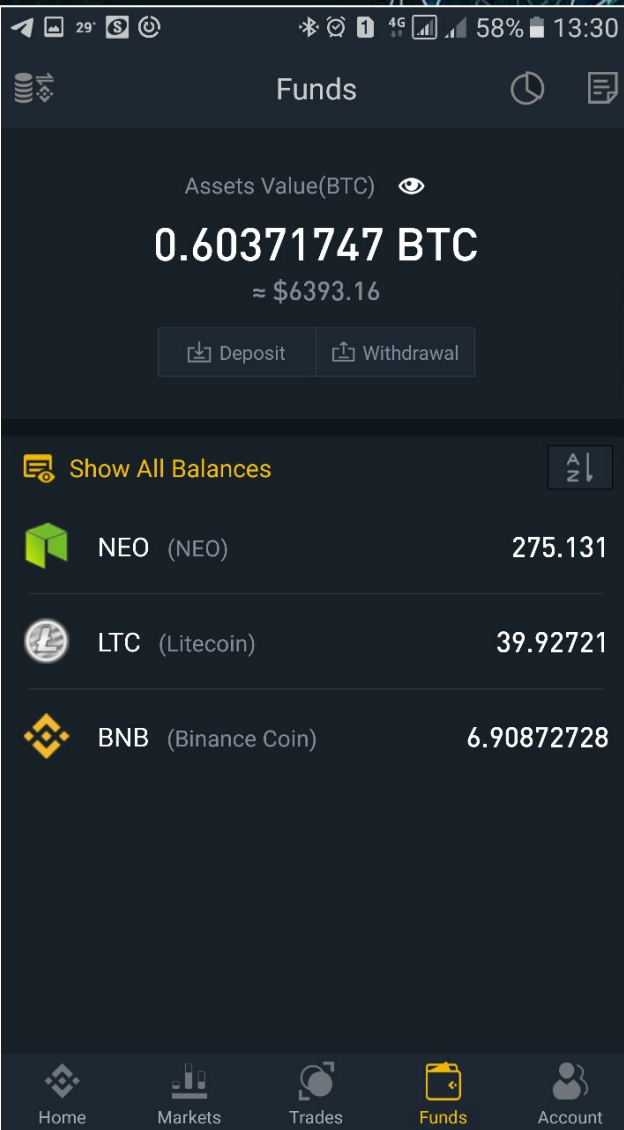 29° S 1 4G 58% 13:30
Funds
Assets Value(BTC)
0.60371747 BTC
≈ $6393.16
Deposit Withdrawal
Show All Balances A Z
NEO (NEO) 275.131
LTC (Litecoin) 39.92721
BNB (Binance Coin) 6.90872728
Home Markets Trades Funds Account